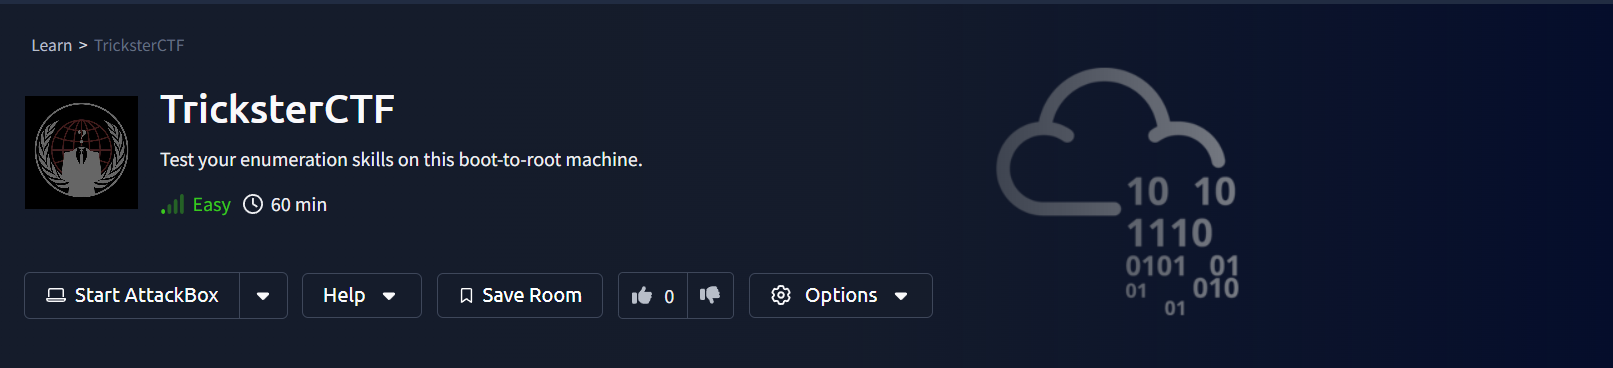 Learn > TricksterCTF
TricksterCTF
Test your enumeration skills on this boot-to-root machine.
Easy 60 min
Start AttackBox Help Save Room 0 Options
10 10
1110
0101 01
01 010
01